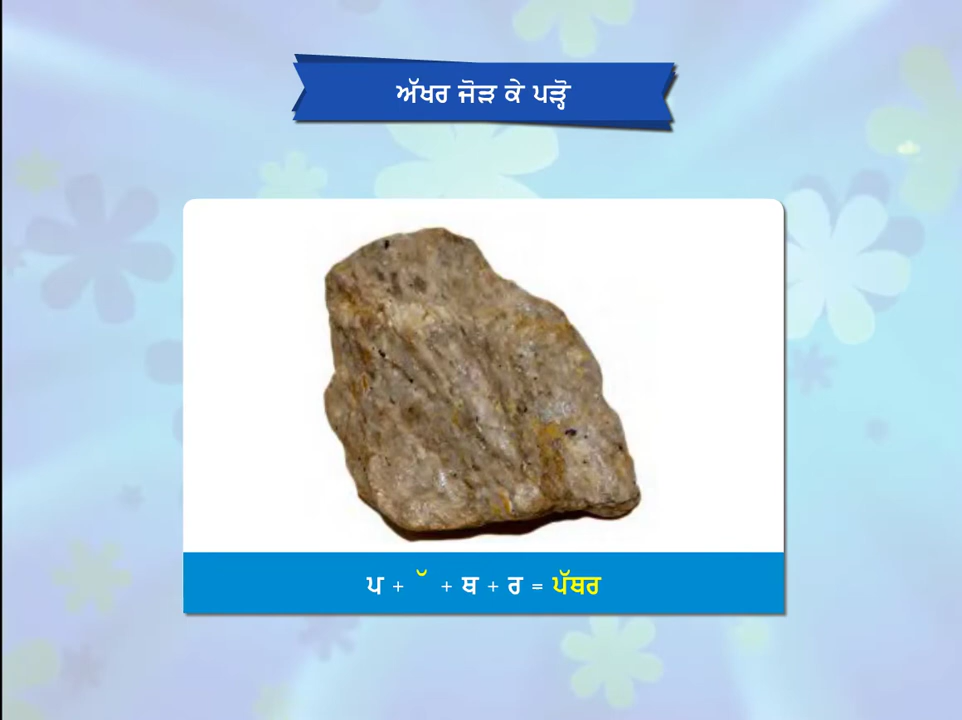 ਅੱਖਰ ਜੋੜ ਕੇ ਪੜ੍ਹੋ
ਪ + ੱ + ਥ + ਰ = ਪੱਥਰ